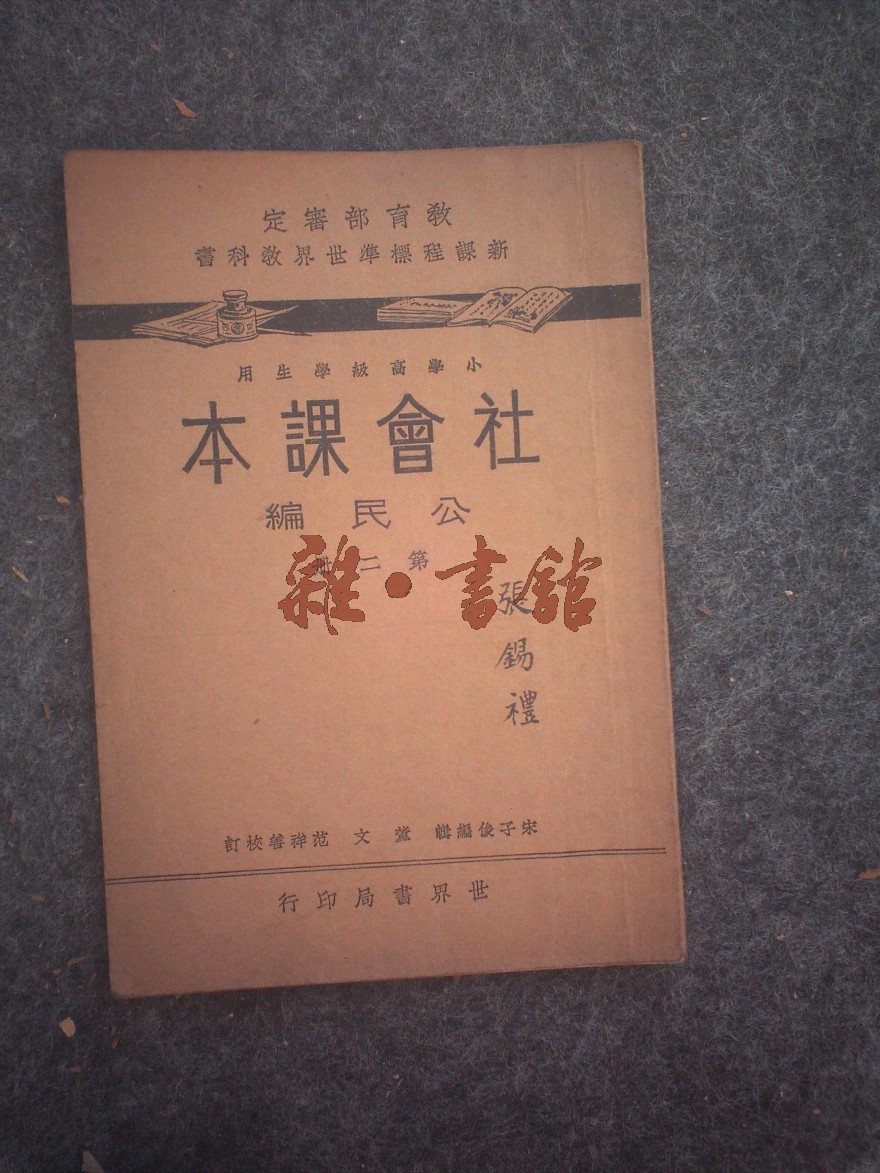 教育部審定
新課程標準世界教科書
小學高級學生用
社會課本
公民編
第二冊
雜·書舘
張錫禮
宋子俊編輯 文 范祥善校訂
世界書局印行